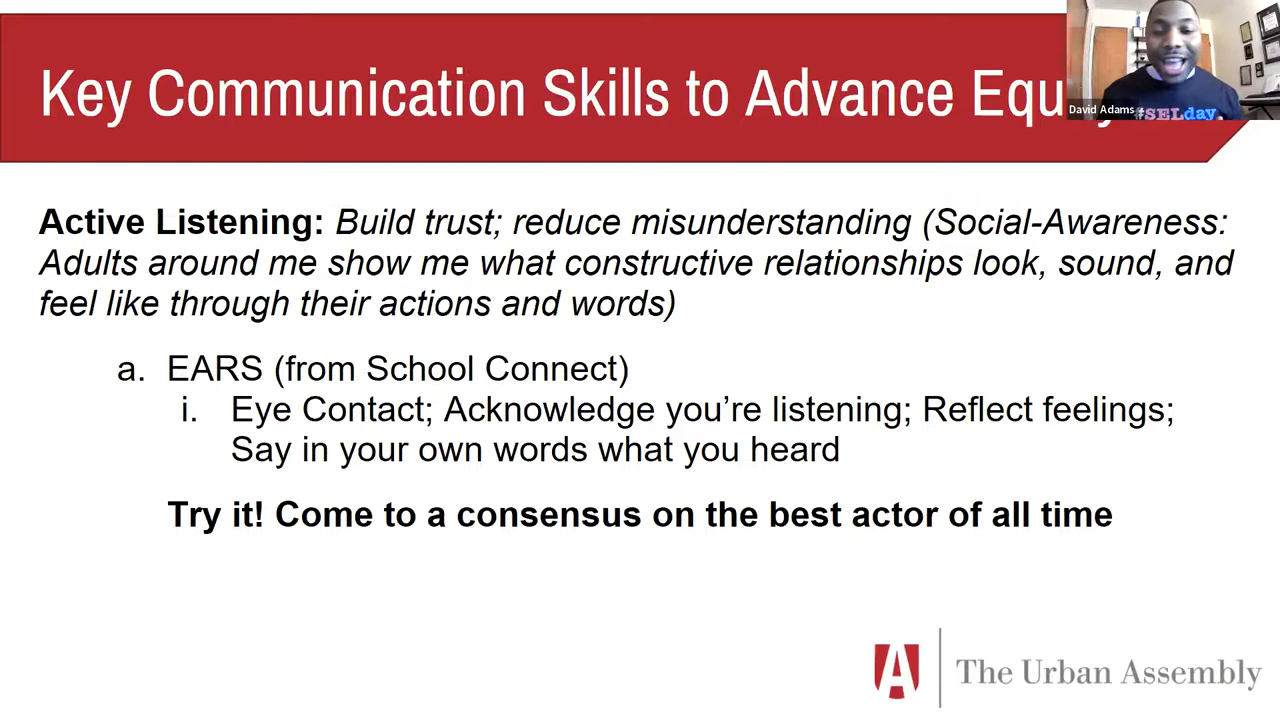 Key Communication Skills to Advance
David Adams
#SELday
Active Listening: Build trust; reduce misunderstanding (Social-Awareness:
Adults around me show me what constructive relationships look, sound, and
feel like through their actions and words)
a. EARS (from School Connect)
i. Eye Contact; Acknowledge you’re listening; Reflect feelings;
Say in your own words what you heard
Try it! Come to a consensus on the best actor of all time
A
The Urban Assembly